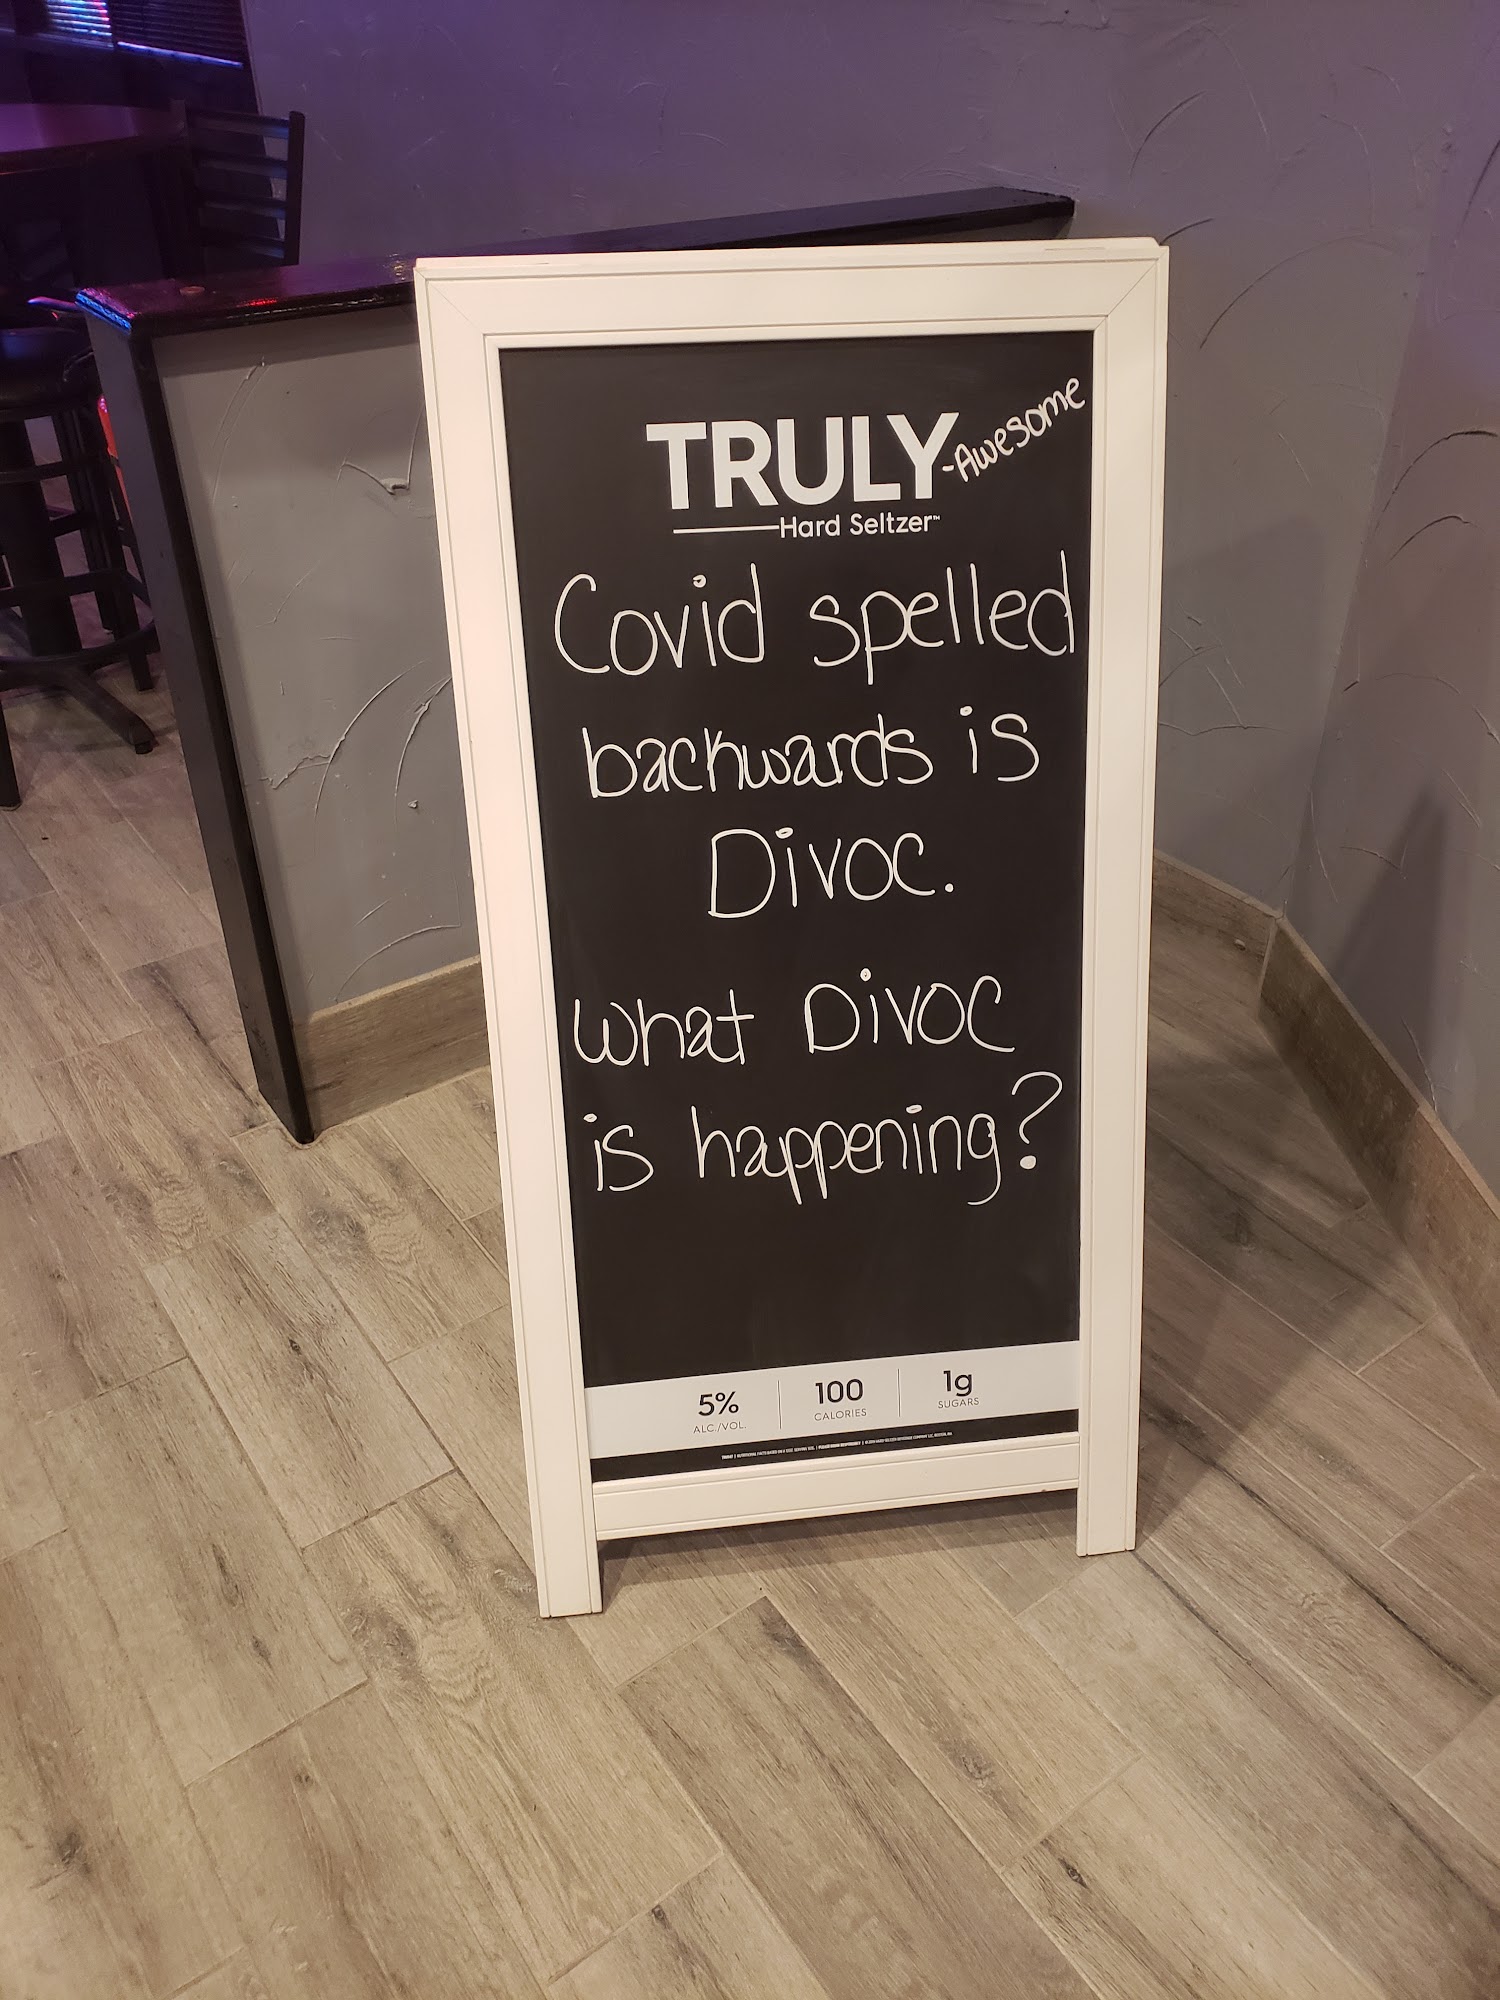 TRULY -Awesome
Hard Seltzer™
Covid spelled
backwards is
Divoc.
What Divoc
is happening?
5% 100 1g
ALC./VOL. CALORIES SUGARS